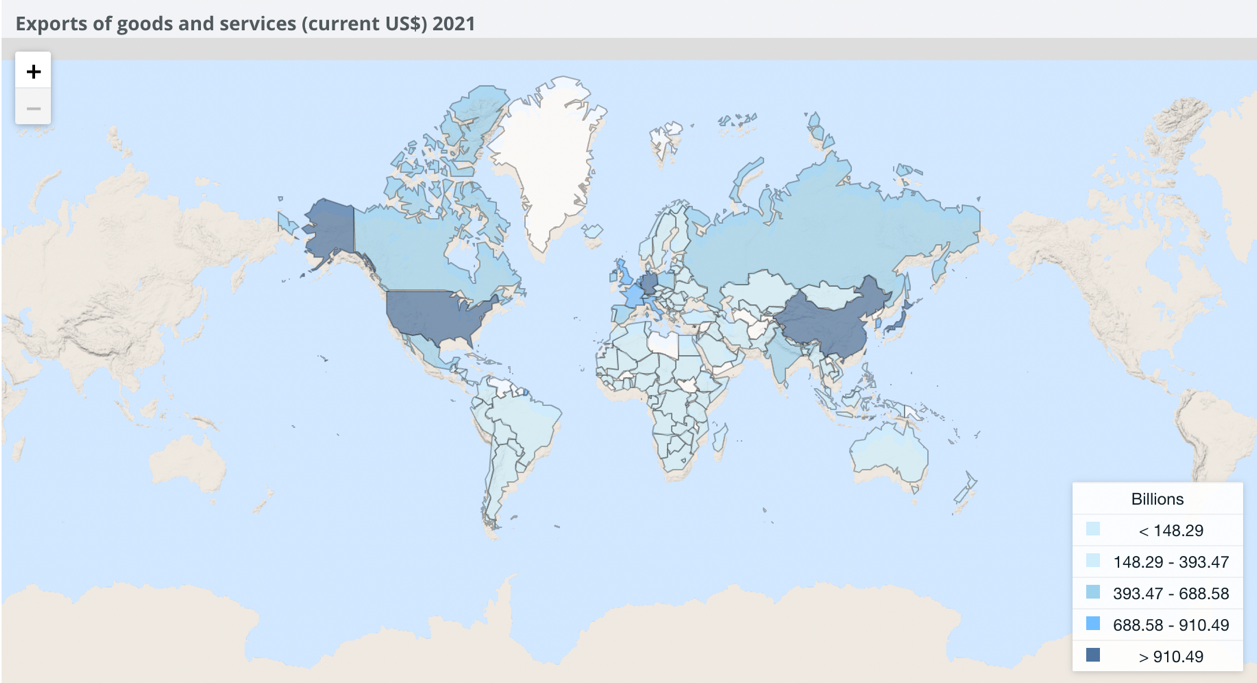 Exports of goods and services (current US$) 2021
+
−
Billions
< 148.29
148.29 - 393.47
393.47 - 688.58
688.58 - 910.49
> 910.49